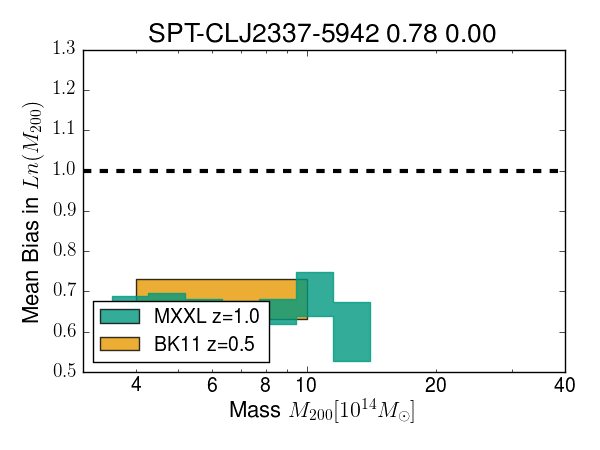 SPT-CLJ2337-5942 0.78 0.00
1.3
1.2
1.1
1.0
0.9
0.8
0.7
0.6
0.5
Mean Bias in Ln(M₂₀₀)
MXXL z=1.0
BK11 z=0.5
4 6 8 10 20 40
Mass M₂₀₀[10¹⁴M☉]